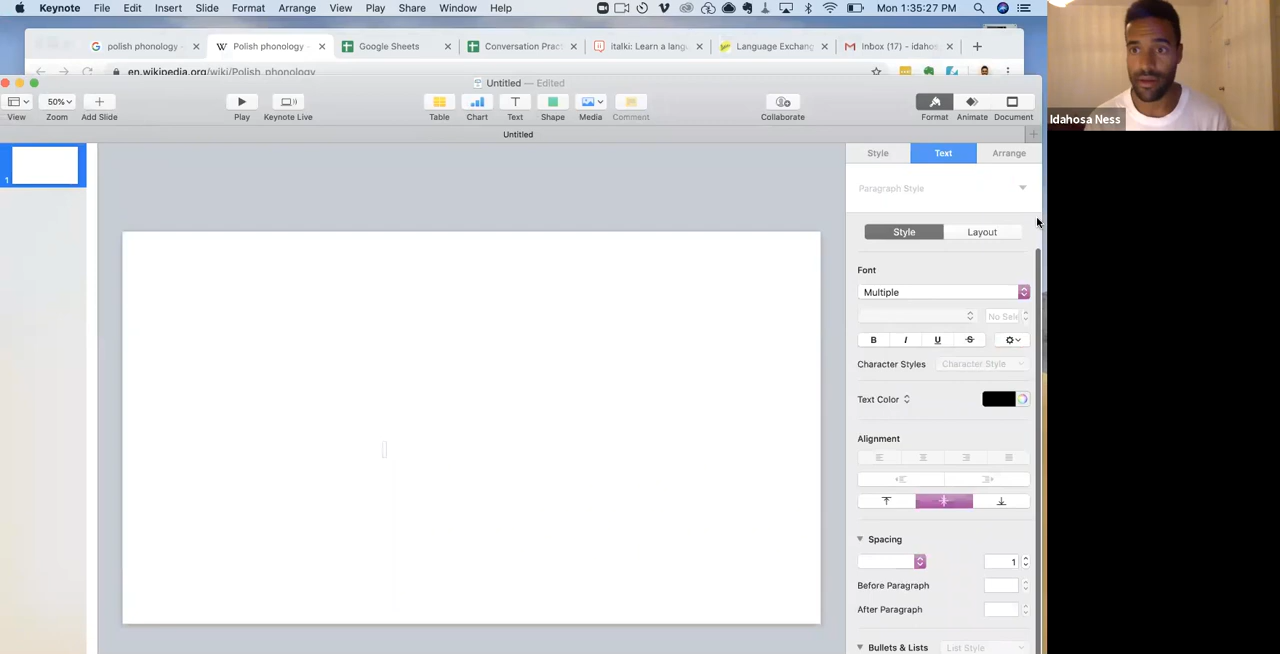 Keynote File Edit Insert Slide Format Arrange View Play Share Window Help Mon 1:35:27 PM
polish phonology - Polish phonology - Google Sheets Conversation Prac italki: Learn a lang Language Exchang Inbox (17) - idahos
en.wikipedia.org/wiki/Polish_phonology
Untitled — Edited
50%
View Zoom Add Slide Play Keynote Live Table Chart Text Shape Media Comment Collaborate Format Animate Document
Untitled
1
Style Text Arrange
Paragraph Style
Style Layout
Font
Multiple
No Sele
B I U S
Character Styles Character Style
Text Color
Alignment
Spacing
1
Before Paragraph
After Paragraph
Bullets & Lists List Style
Idahosa Ness